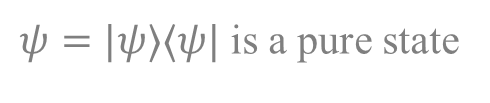 ψ = |ψ⟩⟨ψ| is a pure state